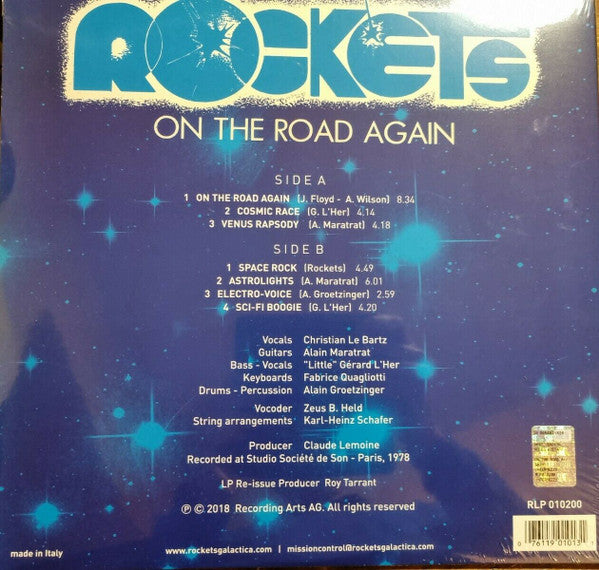 ROCKETS
ON THE ROAD AGAIN
SIDE A
1 ON THE ROAD AGAIN (J. Floyd - A. Wilson) 8.34
2 COSMIC RACE (G. L'Her) 4.14
3 VENUS RAPSODY (A. Maratrat) 4.18
SIDE B
1 SPACE ROCK (Rockets) 4.49
2 ASTROLIGHTS (A. Maratrat) 6.01
3 ELECTRO-VOICE (A. Groetzinger) 2.59
4 SCI-FI BOOGIE (G. L'Her) 4.20
Vocals Christian Le Bartz
Guitars Alain Maratrat
Bass - Vocals "Little" Gérard L'Her
Keyboards Fabrice Quagliotti
Drums - Percussion Alain Groetzinger
Vocoder Zeus B. Held
String arrangements Karl-Heinz Schafer
Producer Claude Lemoine
Recorded at Studio Société de Son - Paris, 1978
LP Re-issue Producer Roy Tarrant
℗ © 2018 Recording Arts AG. All rights reserved
RLP 010200
made in Italy
www.rocketsgalactica.com | missioncontrol@rocketsgalactica.com
0 76119 01013 1